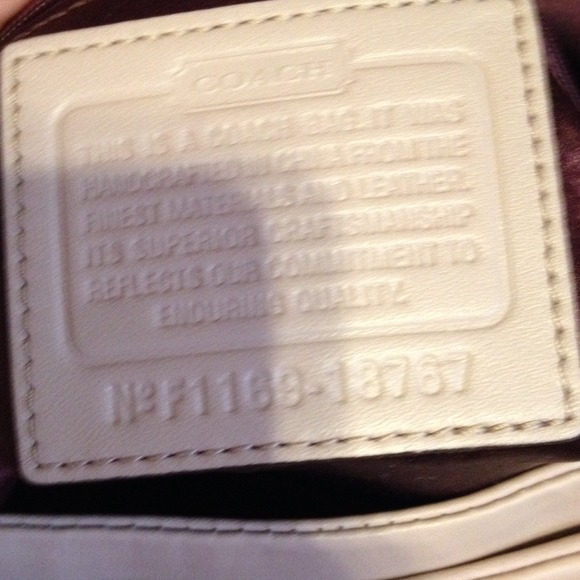 COACH
THIS IS A COACH BAG. IT WAS
HANDCRAFTED IN CHINA FROM THE
FINEST MATERIALS AND LEATHER.
ITS SUPERIOR CRAFTSMANSHIP
REFLECTS OUR COMMITMENT TO
ENDURING QUALITY.
Nº F1169-18767